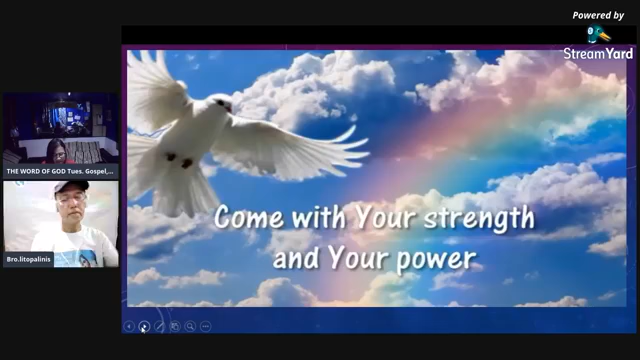 Powered by
StreamYard
Come with Your strength
and Your power
THE WORD OF GOD Tues. Gospel,...
Bro.litopalinis